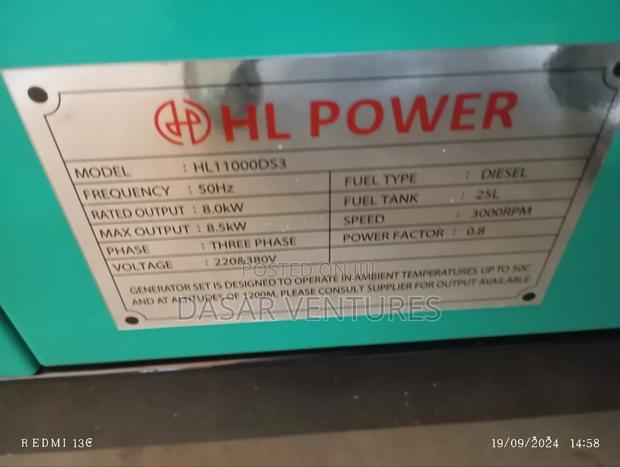 HL POWER
MODEL : HL11000DS3
FREQUENCY : 50Hz
RATED OUTPUT : 8.0kW
MAX OUTPUT : 8.5kW
PHASE : THREE PHASE
VOLTAGE : 220&380V
FUEL TYPE : DIESEL
FUEL TANK : 25L
SPEED : 3000RPM
POWER FACTOR : 0.8
GENERATOR SET IS DESIGNED TO OPERATE IN AMBIENT TEMPERATURES UP TO 50C
AND AT ALTITUDES OF 1200M. PLEASE CONSULT SUPPLIER FOR OUTPUT AVAILABLE
POSTED ON
DASAR VENTURES
REDMI 13C
19/09/2024 14:58